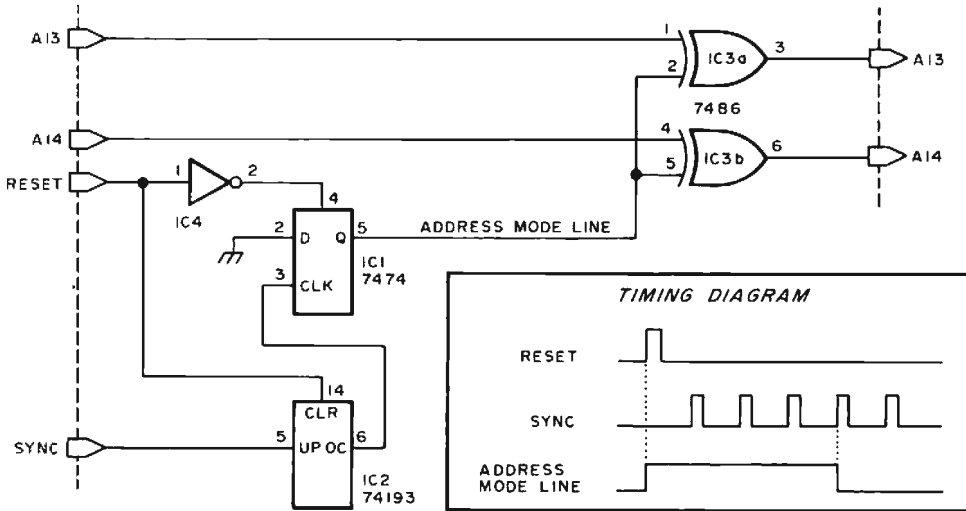 A13
1
IC3a
2
3
A13
7486
A14
4
IC3b
5
6
A14
RESET
1
2
IC4
4
2
D
Q
5
ADDRESS MODE LINE
IC1
7474
3
CLK
14
CLR
SYNC
5
UP
OC
6
IC2
74193
TIMING DIAGRAM
RESET
SYNC
ADDRESS
MODE LINE